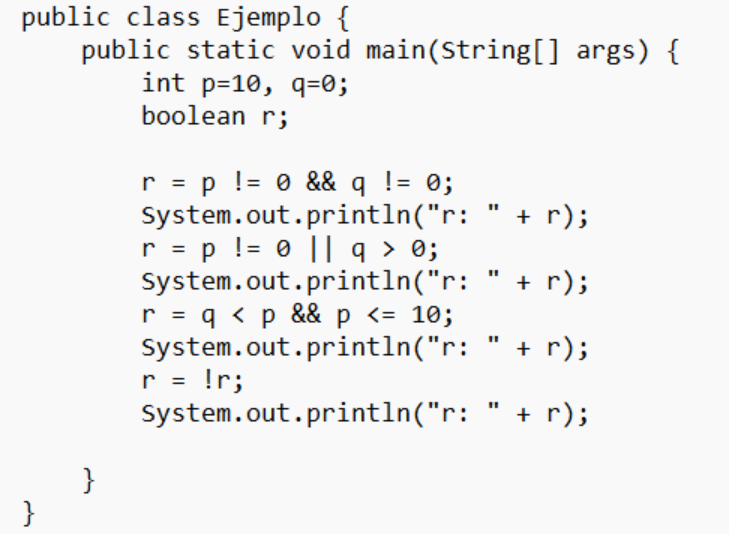 public class Ejemplo {
    public static void main(String[] args) {
        int p=10, q=0;
        boolean r;

        r = p != 0 && q != 0;
        System.out.println("r: " + r);
        r = p != 0 || q > 0;
        System.out.println("r: " + r);
        r = q < p && p <= 10;
        System.out.println("r: " + r);
        r = !r;
        System.out.println("r: " + r);

    }
}